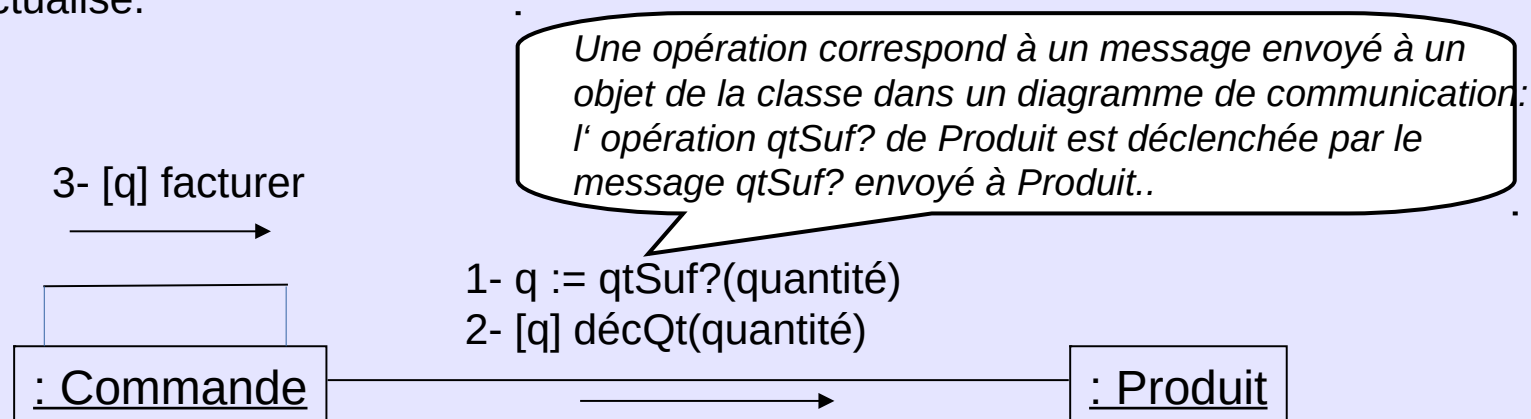 Une opération correspond à un message envoyé à un
objet de la classe dans un diagramme de communication:
l‘ opération qtSuf? de Produit est déclenchée par le
message qtSuf? envoyé à Produit..
3- [q] facturer
1- q := qtSuf?(quantité)
2- [q] décQt(quantité)
: Commande
: Produit